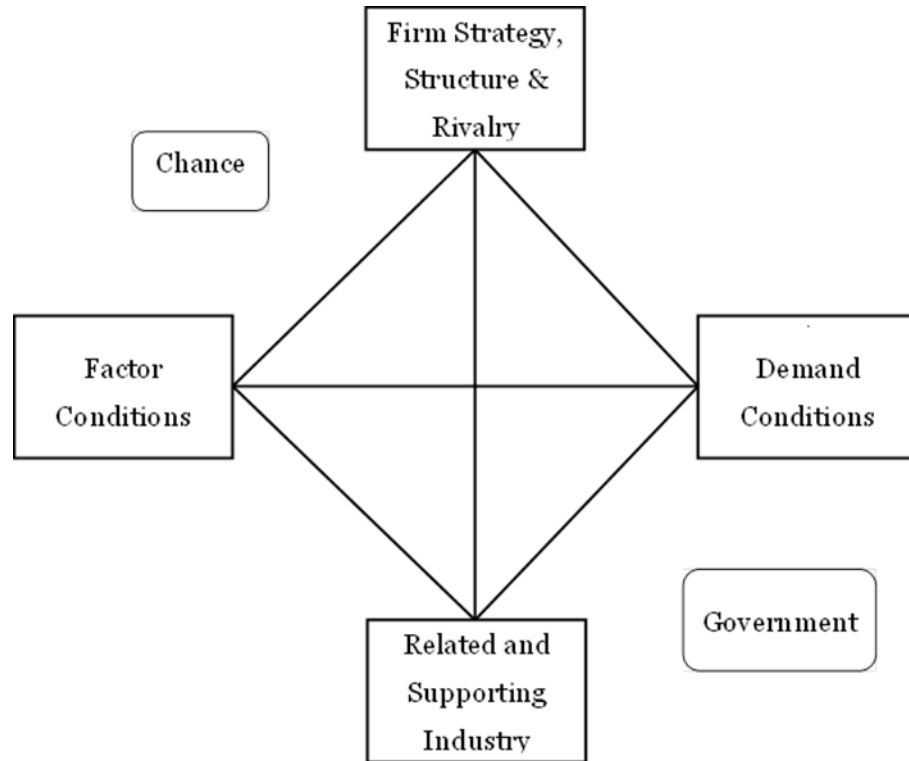 Firm Strategy,
Structure &
Rivalry
Chance
Factor
Conditions
Demand
Conditions
Government
Related and
Supporting
Industry